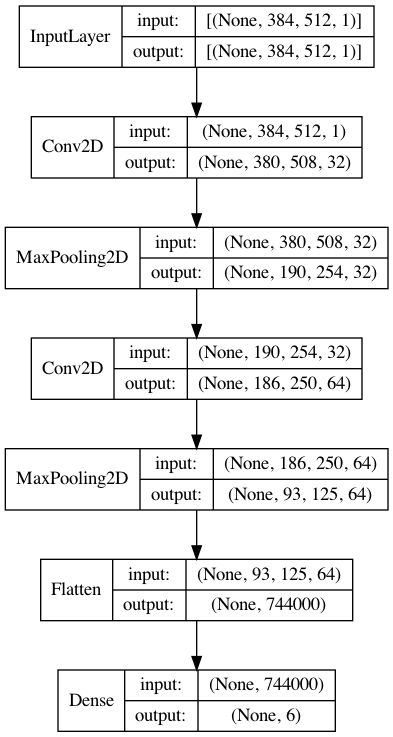 InputLayer
input: [(None, 384, 512, 1)]
output: [(None, 384, 512, 1)]
Conv2D
input: (None, 384, 512, 1)
output: (None, 380, 508, 32)
MaxPooling2D
input: (None, 380, 508, 32)
output: (None, 190, 254, 32)
Conv2D
input: (None, 190, 254, 32)
output: (None, 186, 250, 64)
MaxPooling2D
input: (None, 186, 250, 64)
output: (None, 93, 125, 64)
Flatten
input: (None, 93, 125, 64)
output: (None, 744000)
Dense
input: (None, 744000)
output: (None, 6)